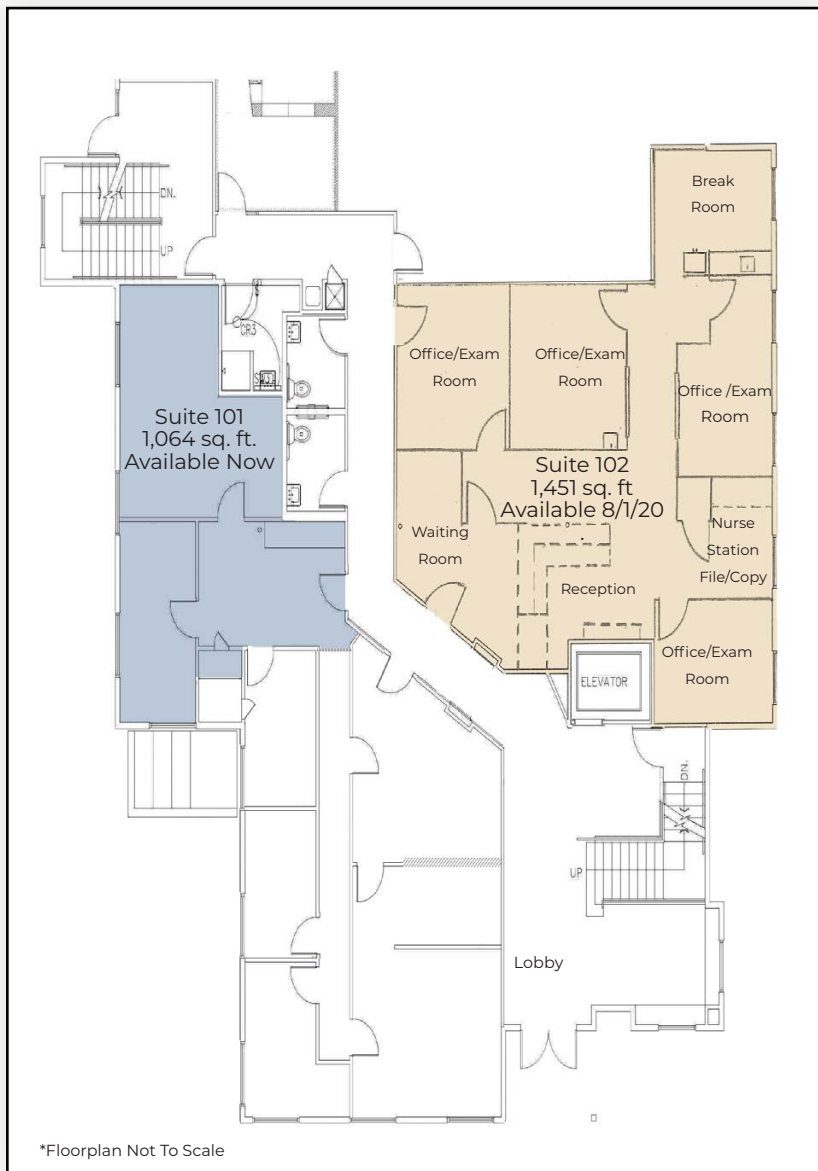 DN.
UP
CR3
Break
Room
Office/Exam
Room
Office/Exam
Room
Office /Exam
Room
Suite 101
1,064 sq. ft.
Available Now
Suite 102
1,451 sq. ft
Available 8/1/20
Waiting
Room
Nurse
Station
File/Copy
Reception
Office/Exam
Room
ELEVATOR
DN.
UP
Lobby
*Floorplan Not To Scale